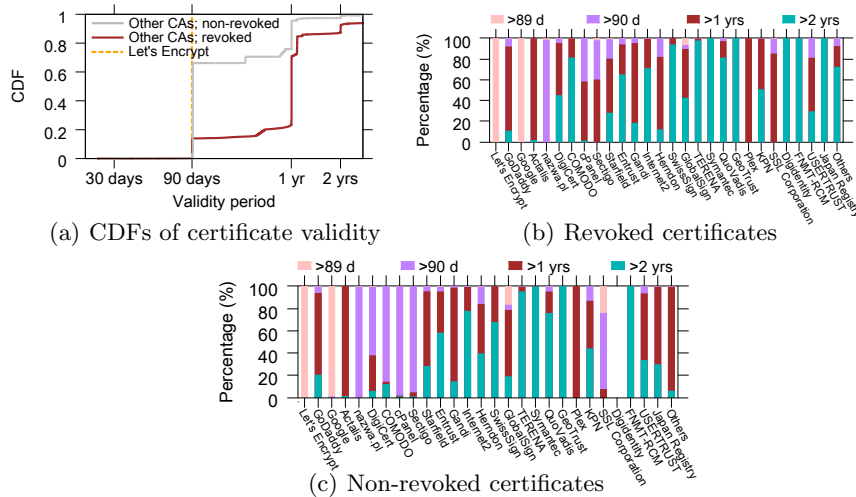 Other CAs; non-revoked
Other CAs; revoked
Let's Encrypt
CDF
1
0.8
0.6
0.4
0.2
0
30 days
90 days
1 yr
2 yrs
Validity period
(a) CDFs of certificate validity
>89 d
>90 d
>1 yrs
>2 yrs
Percentage (%)
100
80
60
40
20
0
Let's Encrypt
GoDaddy
Google
Actalis
nazwa.pl
DigiCert
COMODO
cPanel
Sectigo
Starfield
Entrust
Gandi
Internet2
Herndon
SwissSign
GlobalSign
TERENA
Symantec
QuoVadis
GeoTrust
Plex
KPN
SSL Corporation
Digidentity
FNMT-RCM
USERTRUST
Japan Registry
Others
(b) Revoked certificates
>89 d
>90 d
>1 yrs
>2 yrs
Percentage (%)
100
80
60
40
20
0
Let's Encrypt
GoDaddy
Google
Actalis
nazwa.pl
DigiCert
COMODO
cPanel
Sectigo
Starfield
Entrust
Gandi
Internet2
Herndon
SwissSign
GlobalSign
TERENA
Symantec
QuoVadis
GeoTrust
Plex
KPN
SSL Corporation
Digidentity
FNMT-RCM
USERTRUST
Japan Registry
Others
(c) Non-revoked certificates